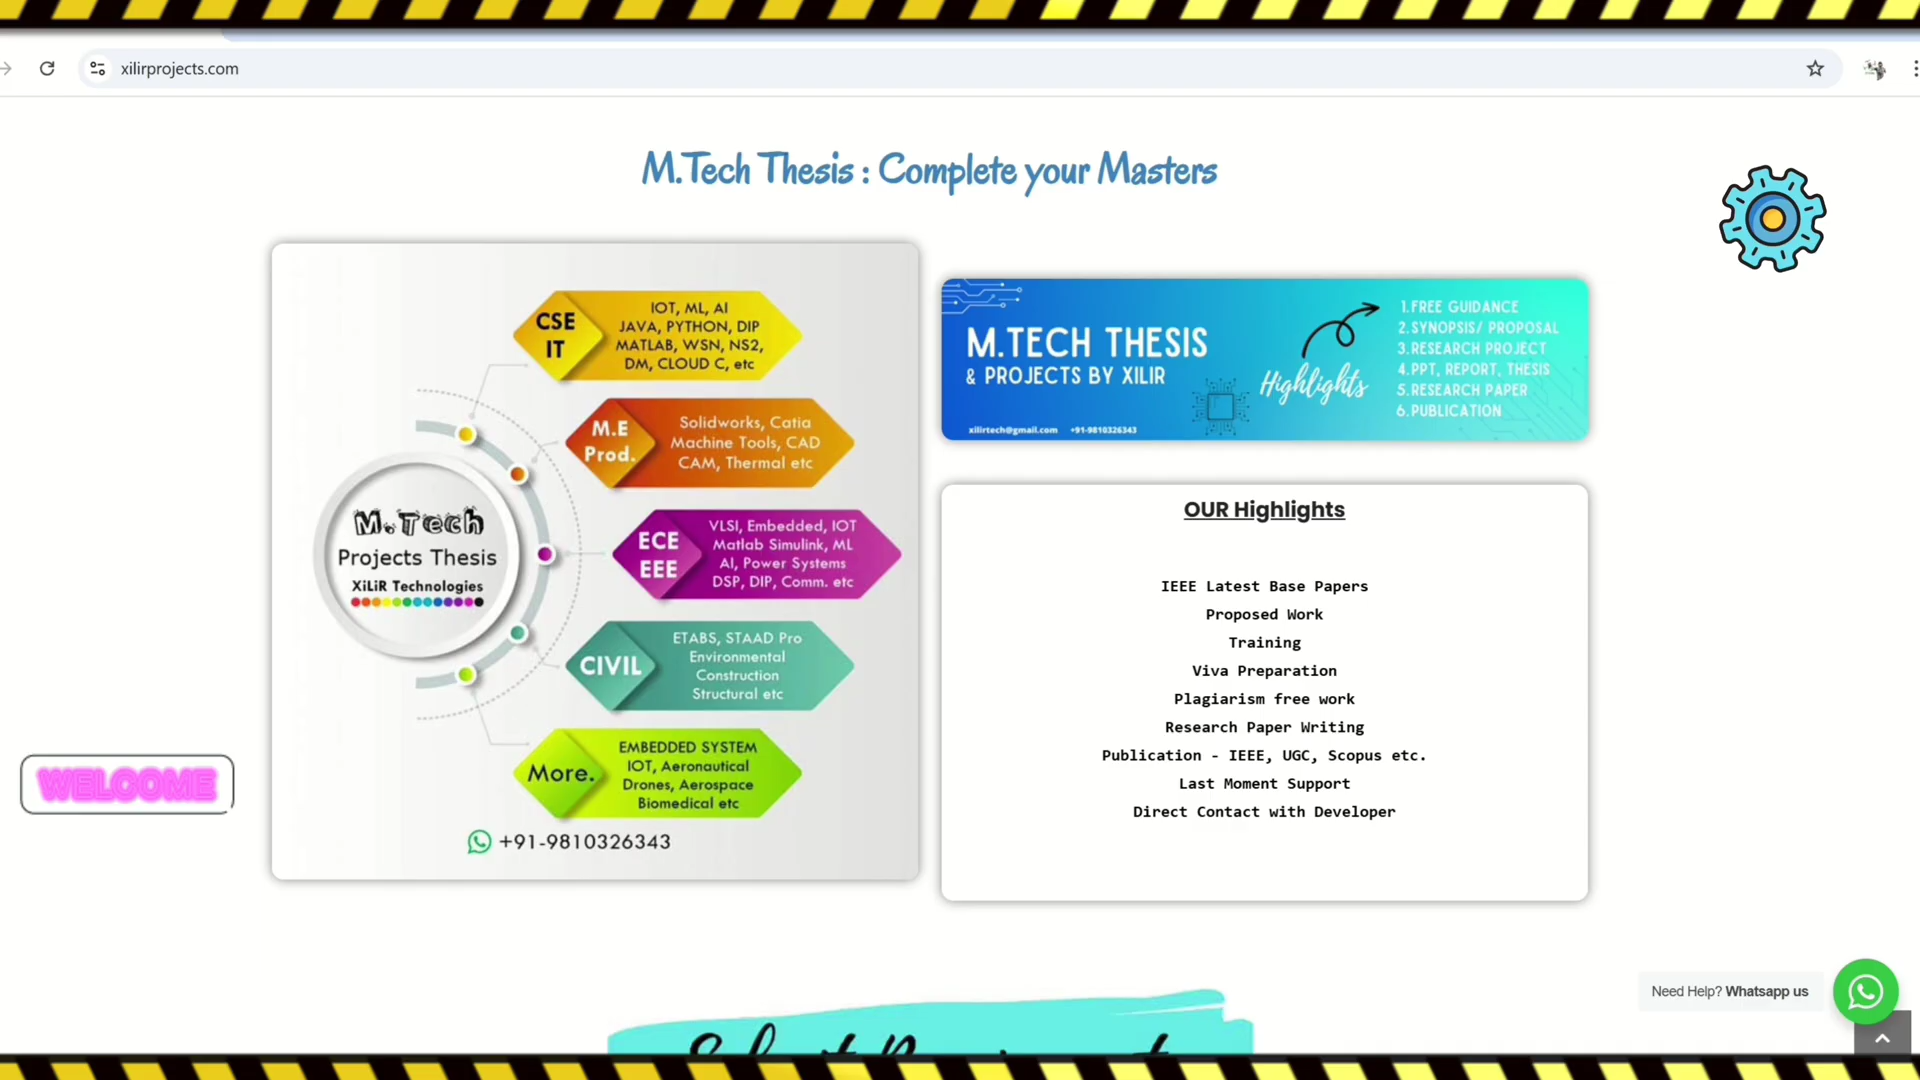 xilirprojects.com
M.Tech Thesis : Complete your Masters
CSE
IT
IOT, ML, AI
JAVA, PYTHON, DIP
MATLAB, WSN, NS2,
DM, CLOUD C, etc
M.E
Prod.
Solidworks, Catia
Machine Tools, CAD
CAM, Thermal etc
M.Tech
Projects Thesis
XiLiR Technologies
ECE
EEE
VLSI, Embedded, IOT
Matlab Simulink, ML
AI, Power Systems
DSP, DIP, Comm. etc
CIVIL
ETABS, STAAD Pro
Environmental
Construction
Structural etc
More.
EMBEDDED SYSTEM
IOT, Aeronautical
Drones, Aerospace
Biomedical etc
+91-9810326343
M.TECH THESIS
& PROJECTS BY XILIR
Highlights
1.FREE GUIDANCE
2.SYNOPSIS/ PROPOSAL
3.RESEARCH PROJECT
4.PPT, REPORT, THESIS
5.RESEARCH PAPER
6.PUBLICATION
xilirtech@gmail.com +91-9810326343
OUR Highlights
IEEE Latest Base Papers
Proposed Work
Training
Viva Preparation
Plagiarism free work
Research Paper Writing
Publication - IEEE, UGC, Scopus etc.
Last Moment Support
Direct Contact with Developer
WELCOME
Need Help? Whatsapp us